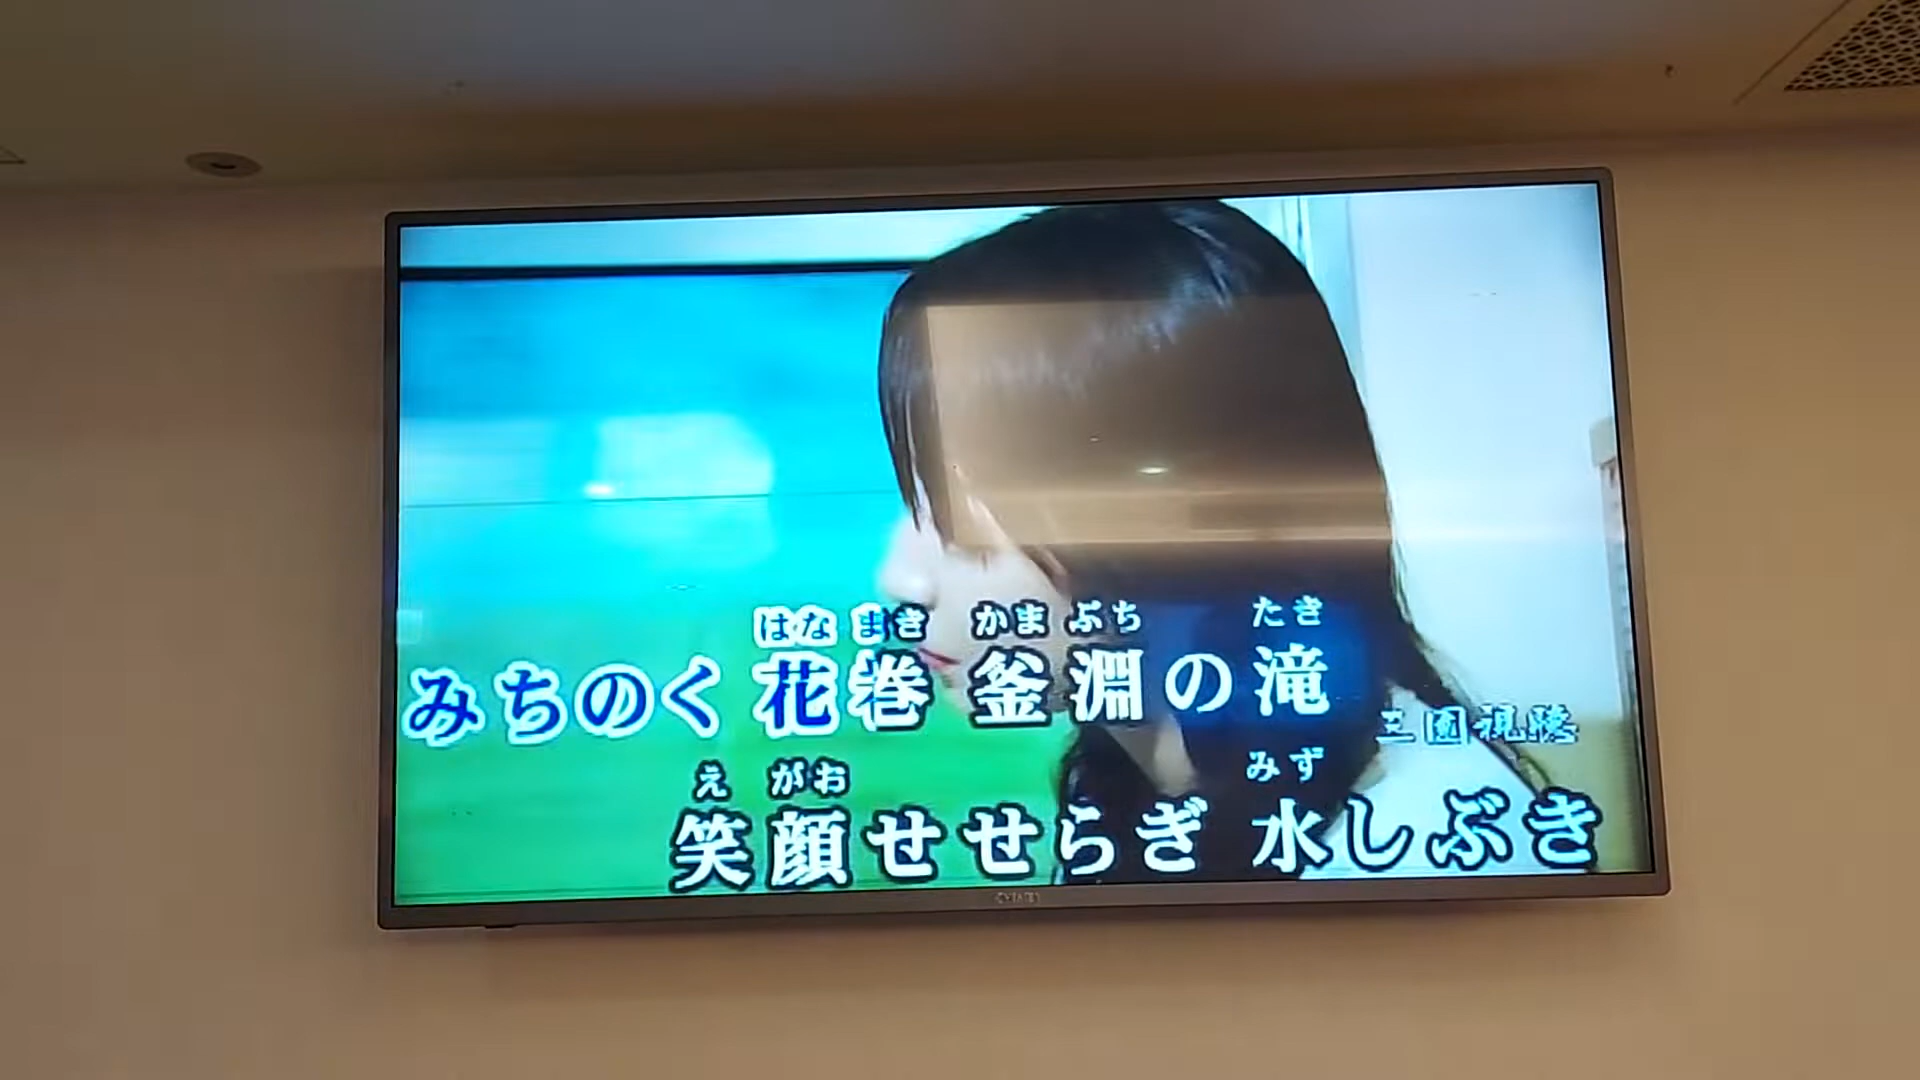 はな まき かま ぶち たき
みちのく 花巻 釜淵の滝
え がお みず
笑顔せせらぎ 水しぶき